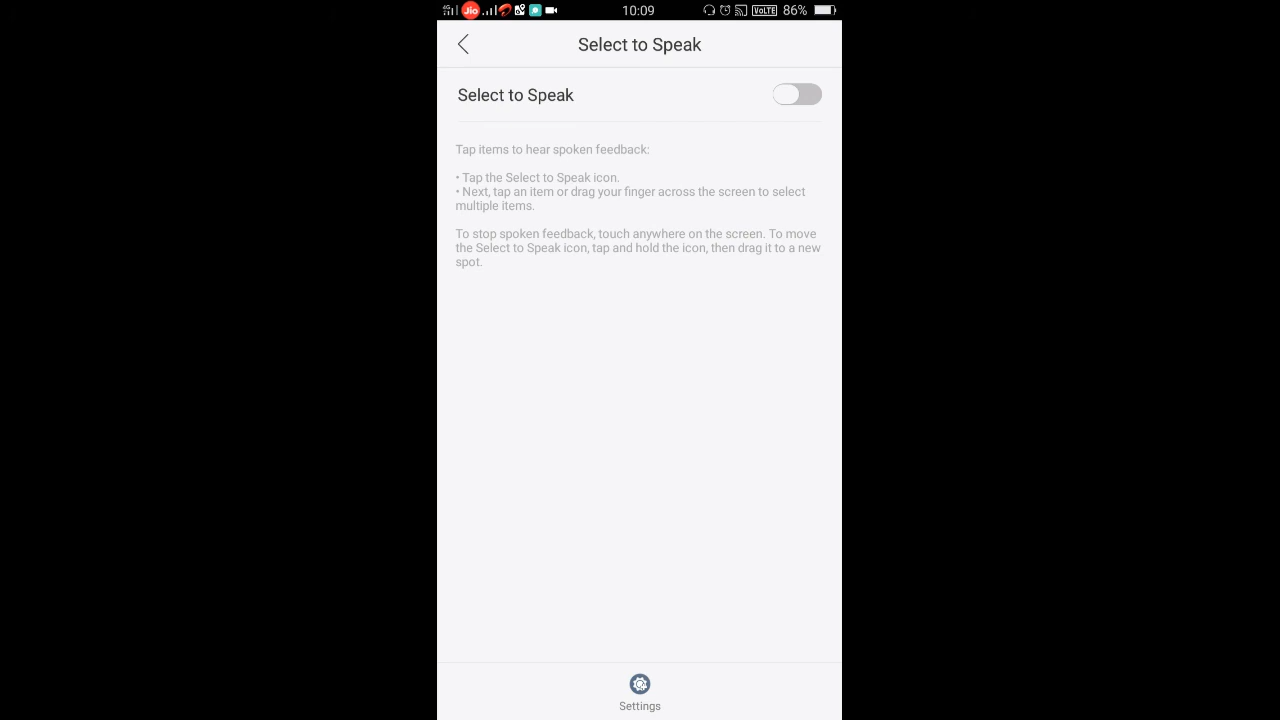 4G Jio 10:09 VoLTE 86%
Select to Speak
Select to Speak
Tap items to hear spoken feedback:
• Tap the Select to Speak icon.
• Next, tap an item or drag your finger across the screen to select
multiple items.
To stop spoken feedback, touch anywhere on the screen. To move
the Select to Speak icon, tap and hold the icon, then drag it to a new
spot.
Settings